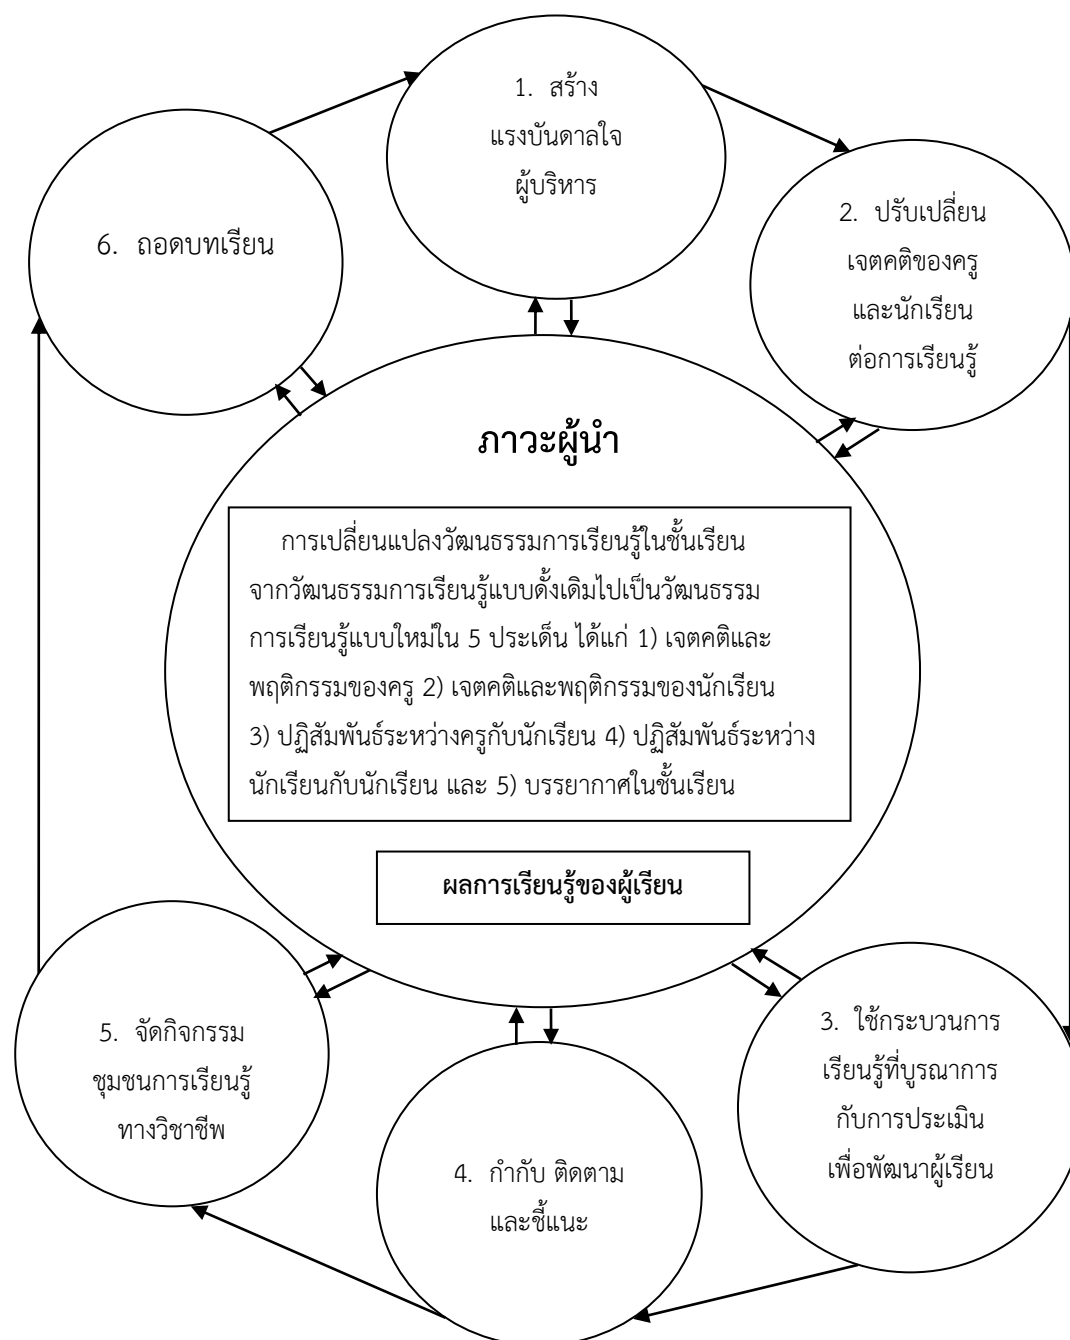 1. สร้าง
แรงบันดาลใจ
ผู้บริหาร
2. ปรับเปลี่ยน
เจตคติของครู
และนักเรียน
ต่อการเรียนรู้
6. ถอดบทเรียน
ภาวะผู้นำ
การเปลี่ยนแปลงวัฒนธรรมการเรียนรู้ในชั้นเรียน
จากวัฒนธรรมการเรียนรู้แบบดั้งเดิมไปเป็นวัฒนธรรม
การเรียนรู้แบบใหม่ใน 5 ประเด็น ได้แก่ 1) เจตคติและ
พฤติกรรมของครู 2) เจตคติและพฤติกรรมของนักเรียน
3) ปฏิสัมพันธ์ระหว่างครูกับนักเรียน 4) ปฏิสัมพันธ์ระหว่าง
นักเรียนกับนักเรียน และ 5) บรรยากาศในชั้นเรียน
ผลการเรียนรู้ของผู้เรียน
3. ใช้กระบวนการ
เรียนรู้ที่บูรณาการ
กับการประเมิน
เพื่อพัฒนาผู้เรียน
5. จัดกิจกรรม
ชุมชนการเรียนรู้
ทางวิชาชีพ
4. กำกับ ติดตาม
และชี้แนะ